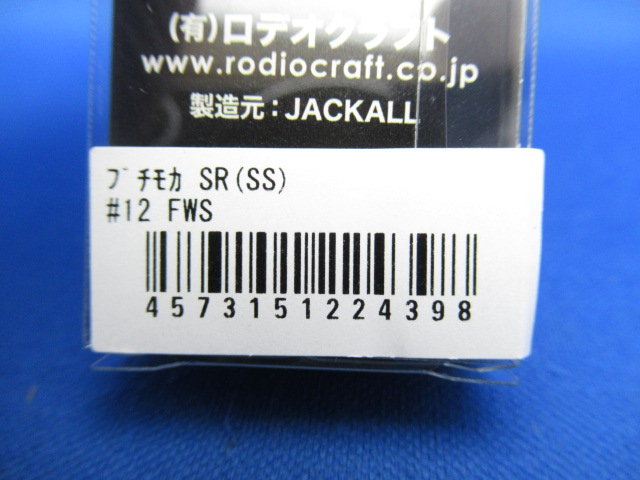 (有)ロデオクラフト
www.rodiocraft.co.jp
製造元：JACKALL
ブチモカ SR(SS)
#12 FWS
4573151224398